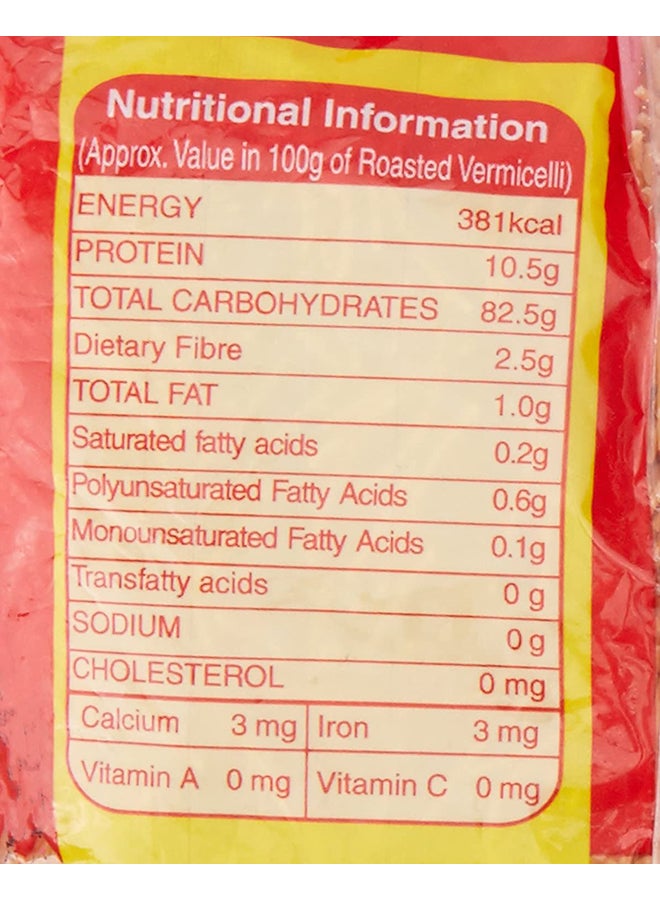 Nutritional Information
(Approx. Value in 100g of Roasted Vermicelli)
ENERGY 381kcal
PROTEIN 10.5g
TOTAL CARBOHYDRATES 82.5g
Dietary Fibre 2.5g
TOTAL FAT 1.0g
Saturated fatty acids 0.2g
Polyunsaturated Fatty Acids 0.6g
Monounsaturated Fatty Acids 0.1g
Transfatty acids 0 g
SODIUM 0 g
CHOLESTEROL 0 mg
Calcium 3 mg Iron 3 mg
Vitamin A 0 mg Vitamin C 0 mg